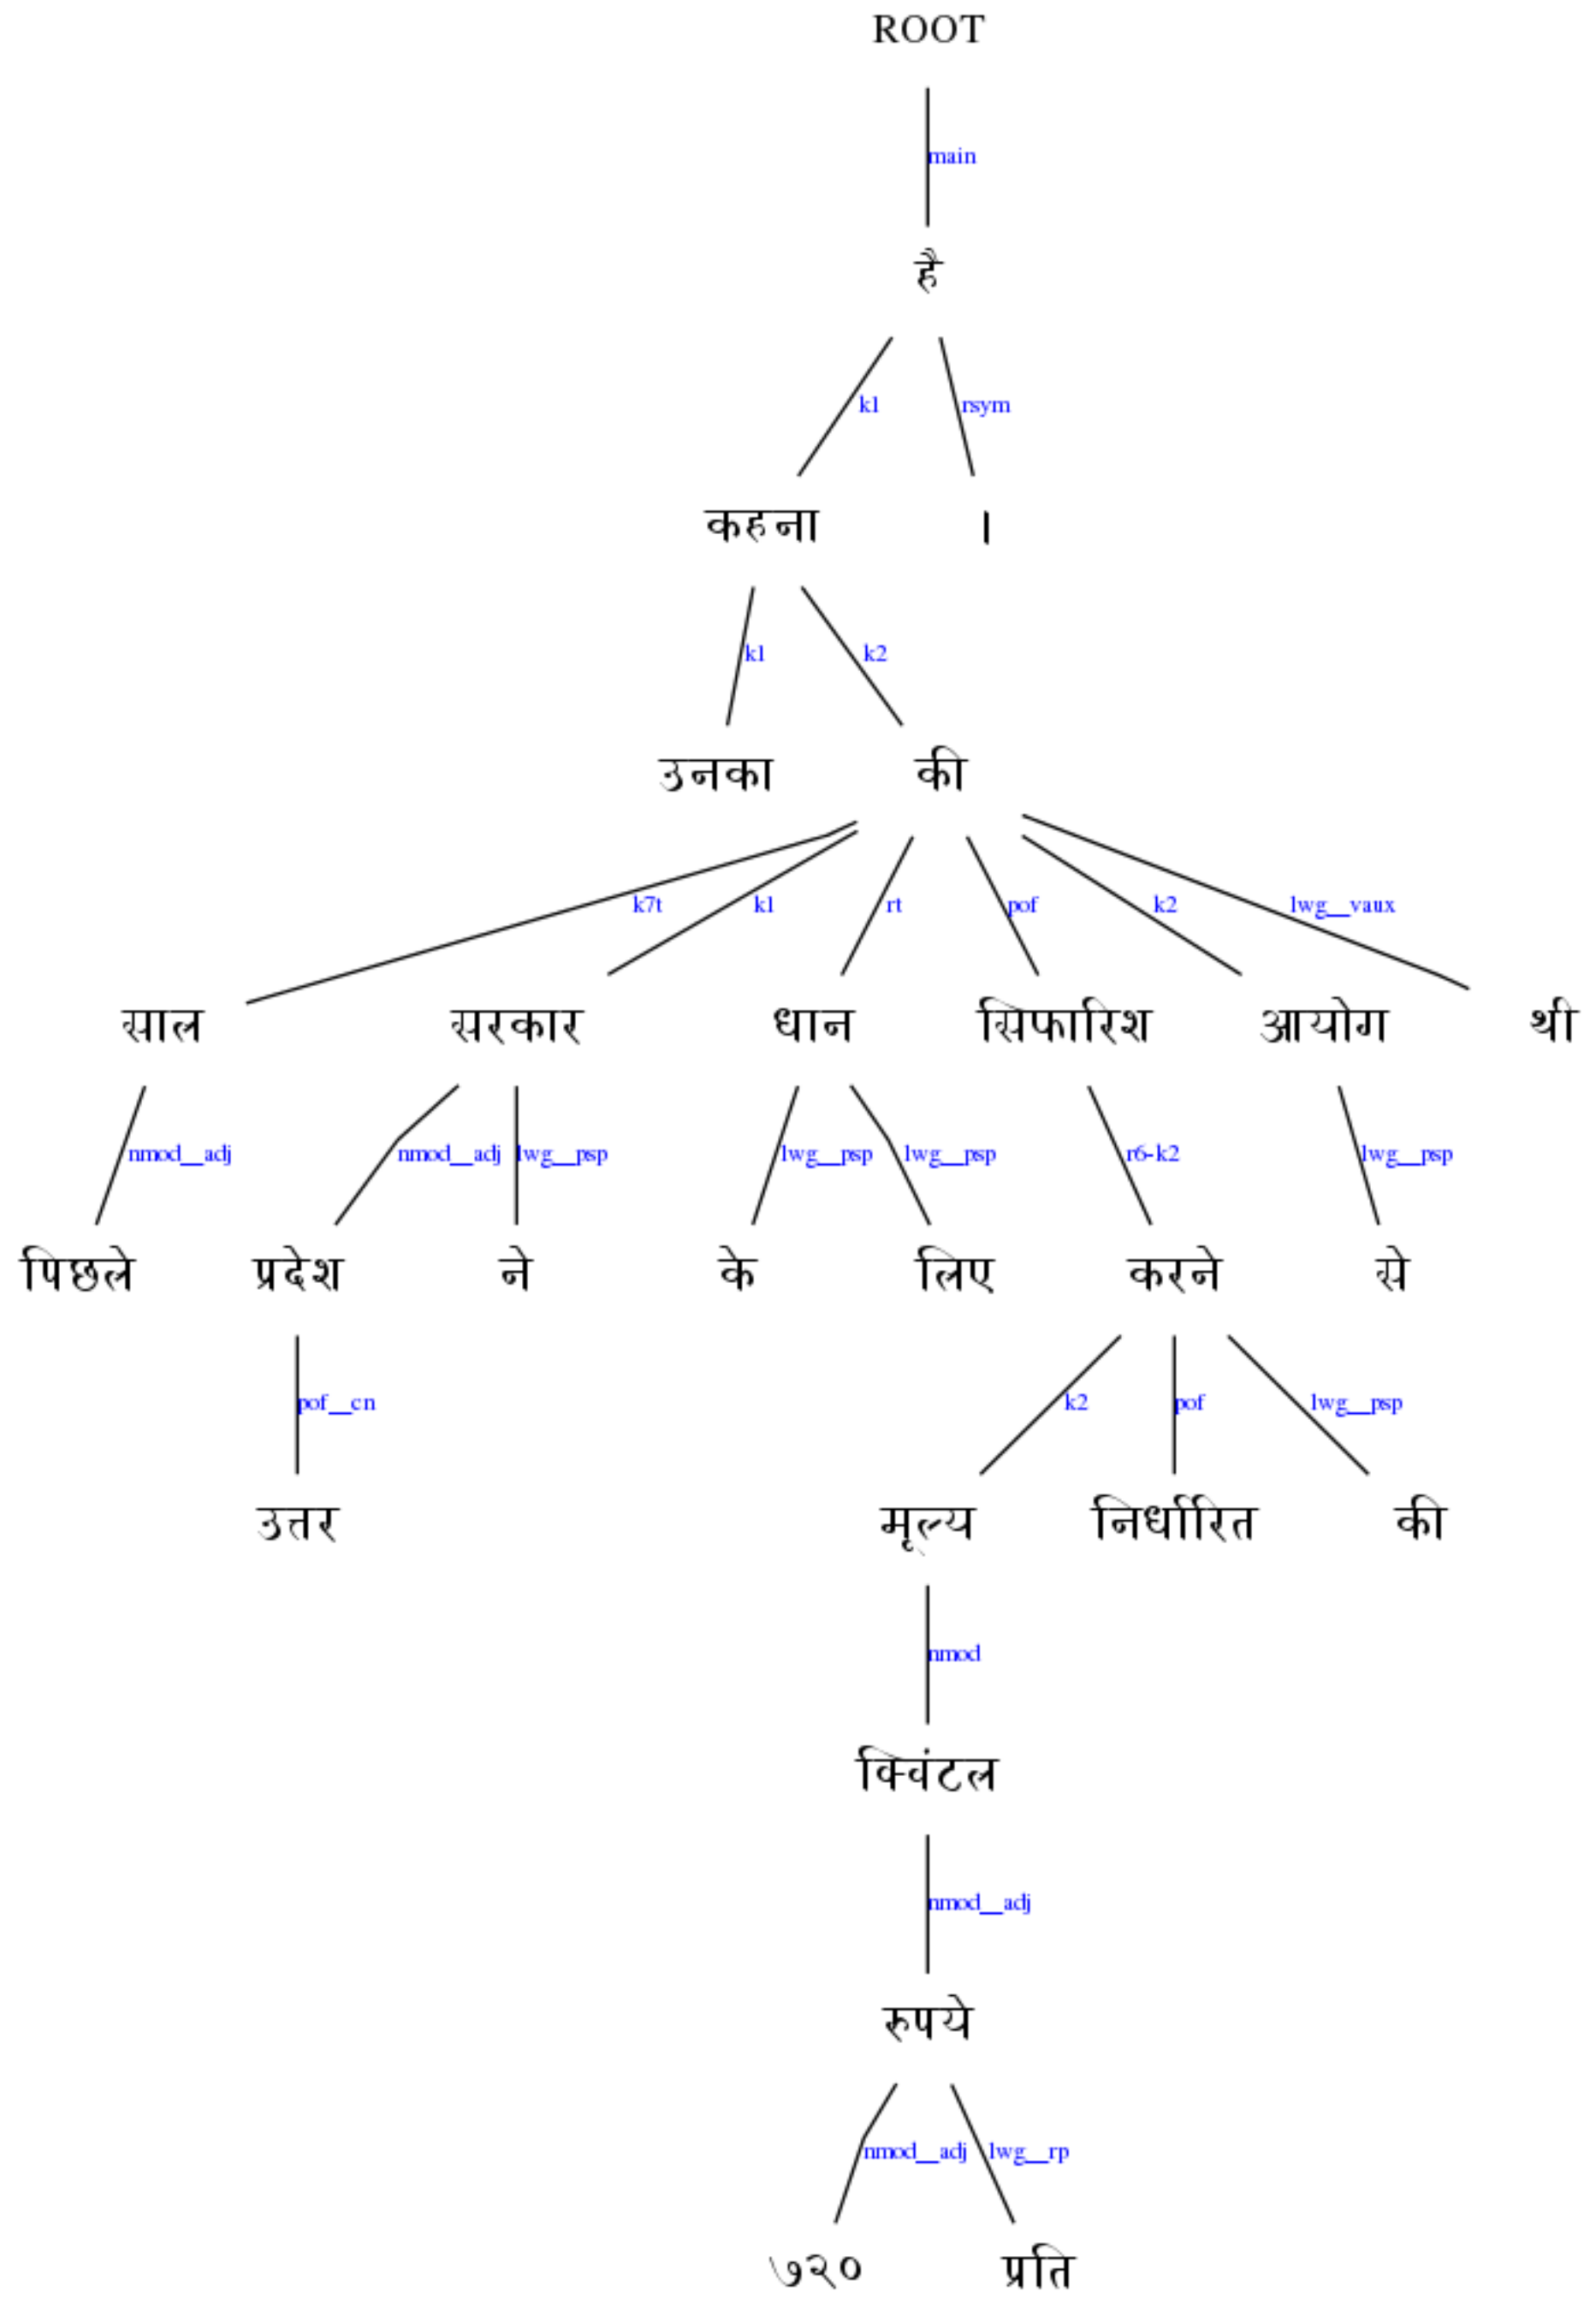 ROOT
main
है
k1 rsym
कहना ।
k1 k2
उनका की
k7t k1 rt pof k2 lwg__vaux
साल सरकार धान सिफारिश आयोग थी
nmod__adj nmod__adj lwg__psp lwg__psp lwg__psp r6-k2 lwg__psp
पिछले प्रदेश ने के लिए करने से
pof__cn k2 pof lwg__psp
उत्तर मूल्य निर्धारित की
nmod
क्विंटल
nmod__adj
रुपये
nmod__adj lwg__rp
७२० प्रति